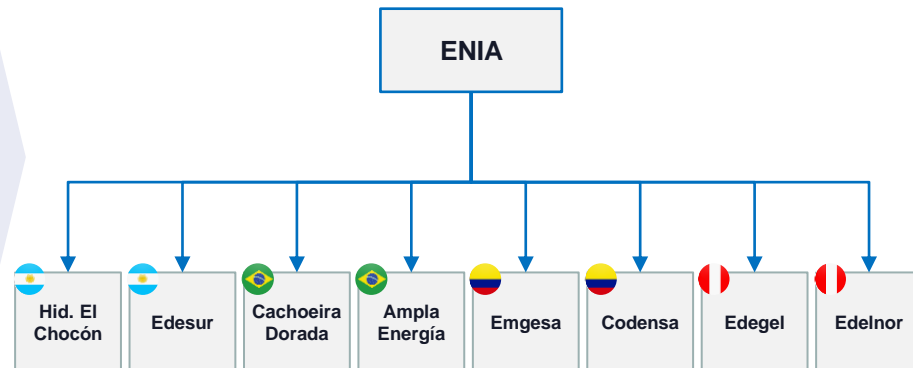 ENIA
Hid. El
Chocón
Edesur
Cachoeira
Dorada
Ampla
Energía
Emgesa
Codensa
Edegel
Edelnor